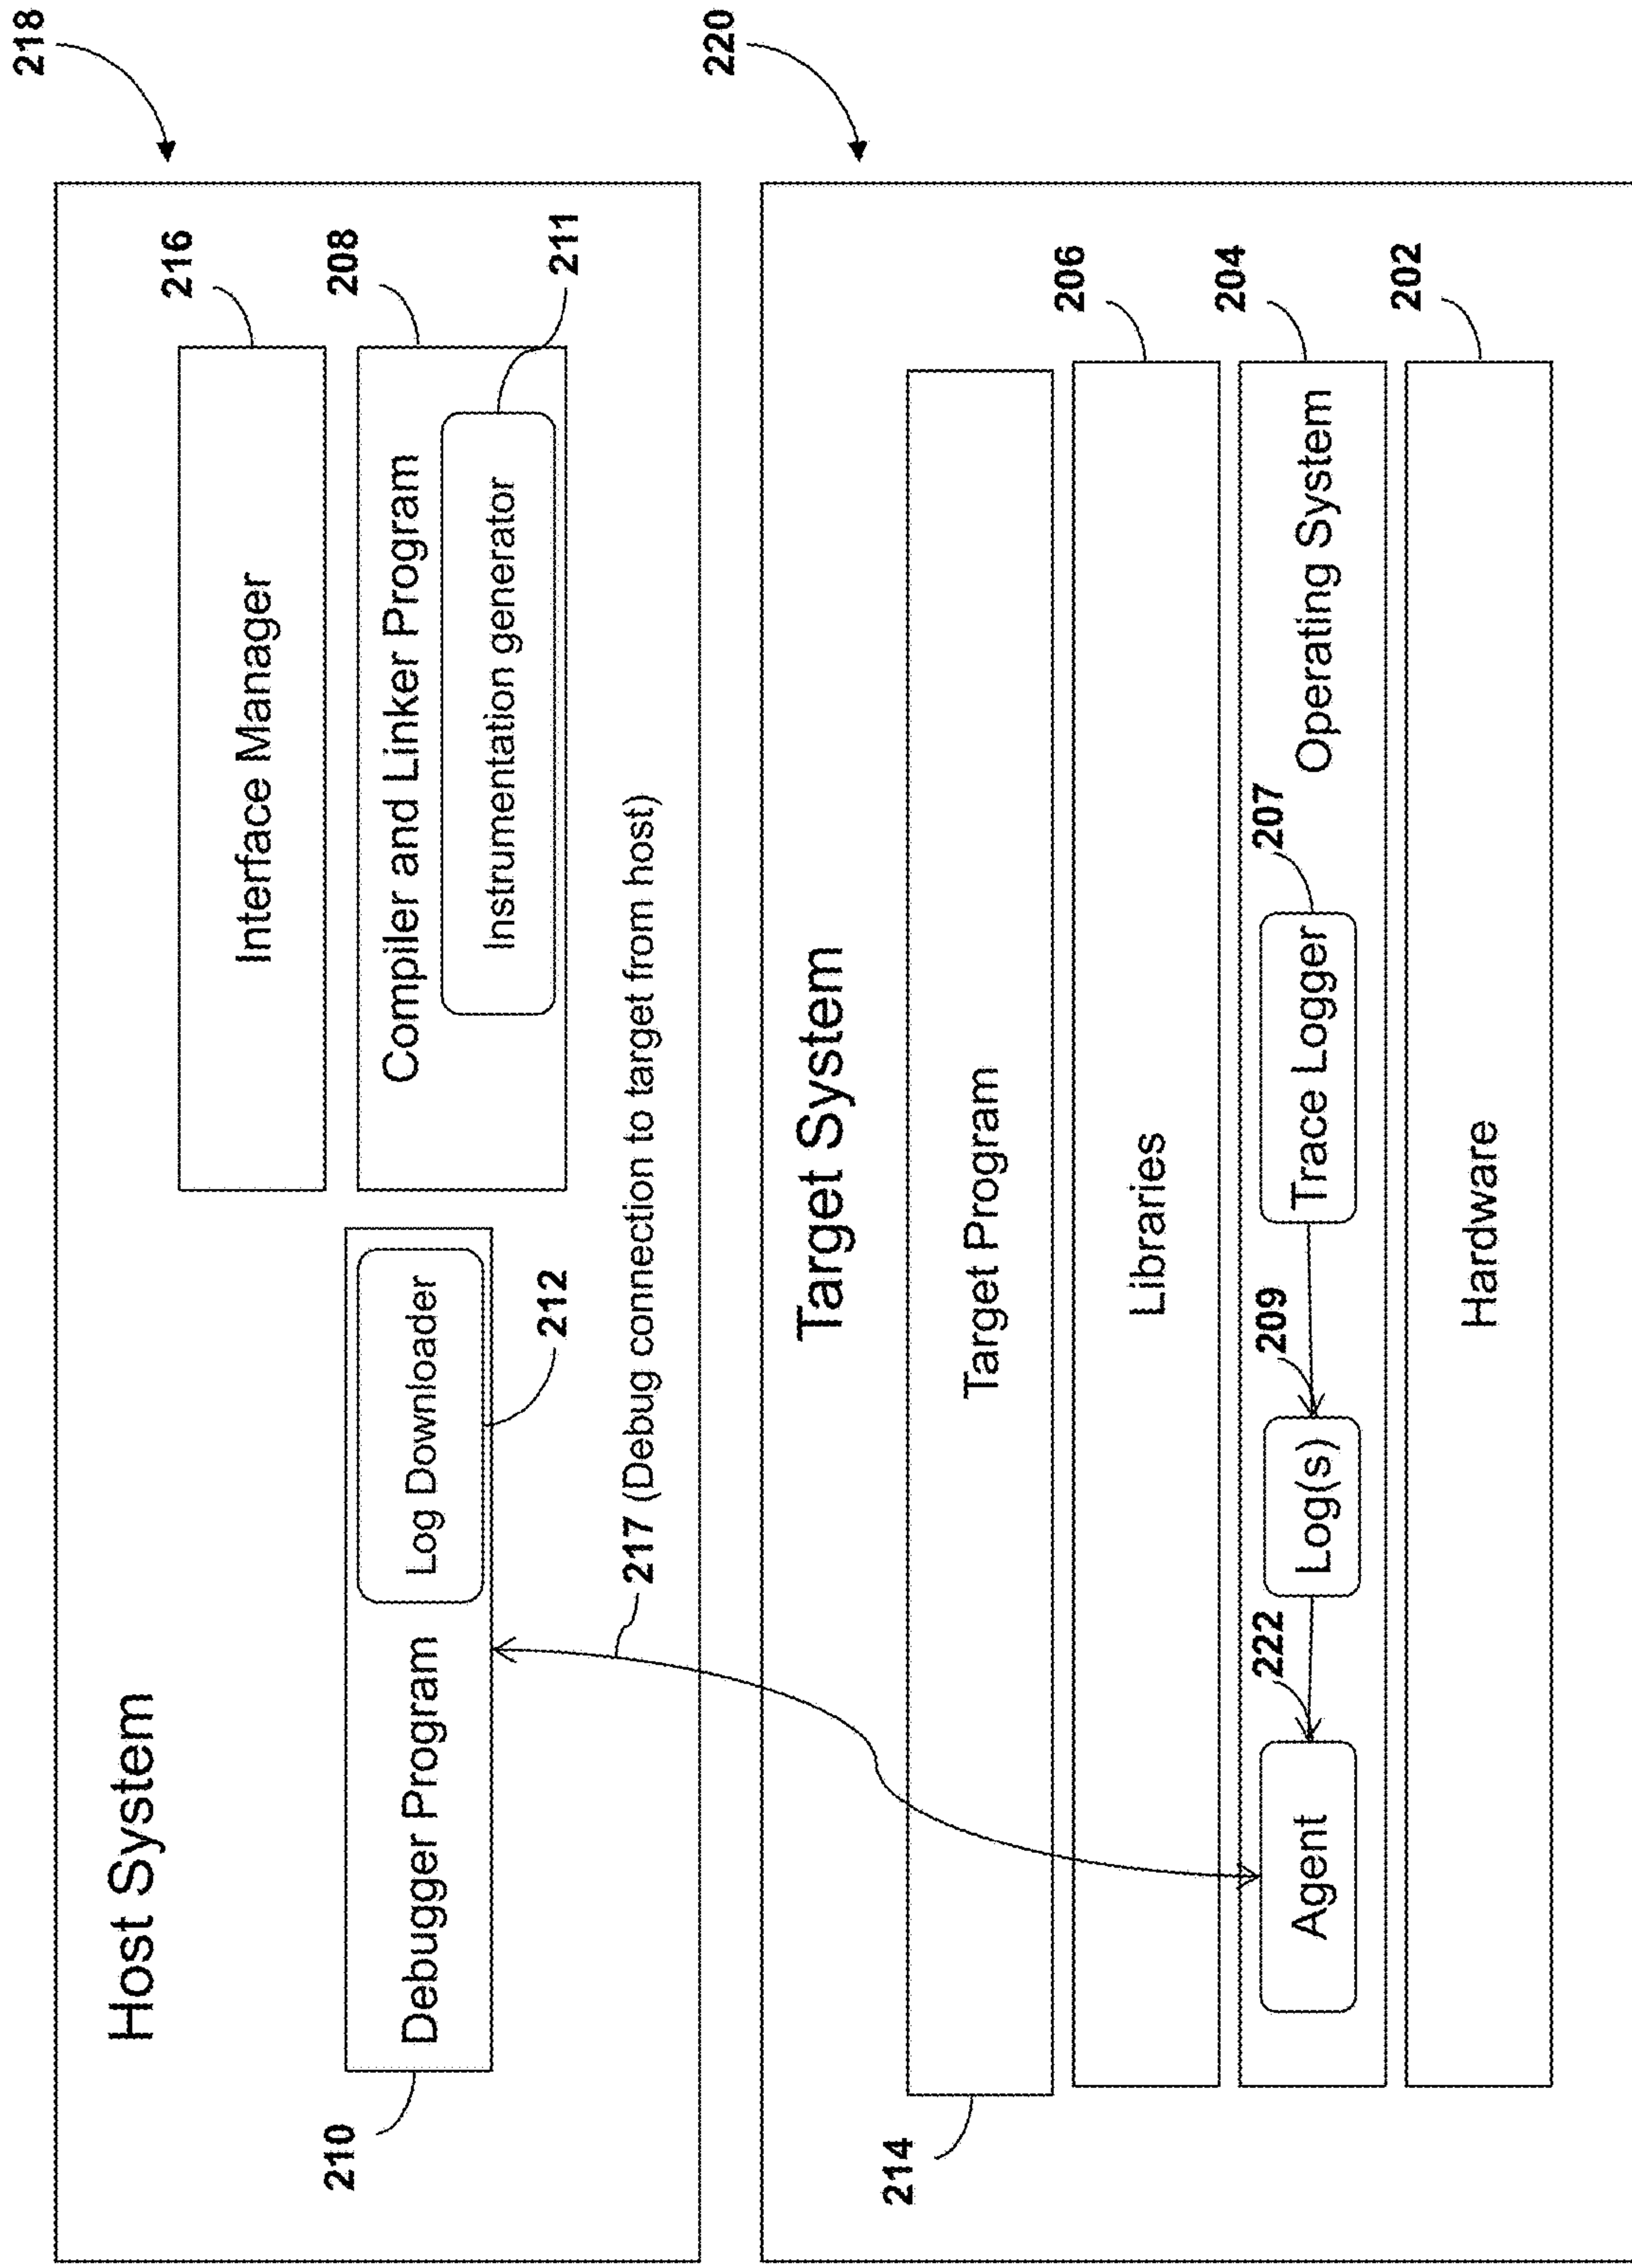 218
Host System
Interface Manager
216
Debugger Program
210
Log Downloader
212
Compiler and Linker Program
208
Instrumentation generator
211
217 (Debug connection to target from host)
220
Target System
Target Program
214
Libraries
206
Operating System
204
Agent
222
Log(s)
209
Trace Logger
207
Hardware
202